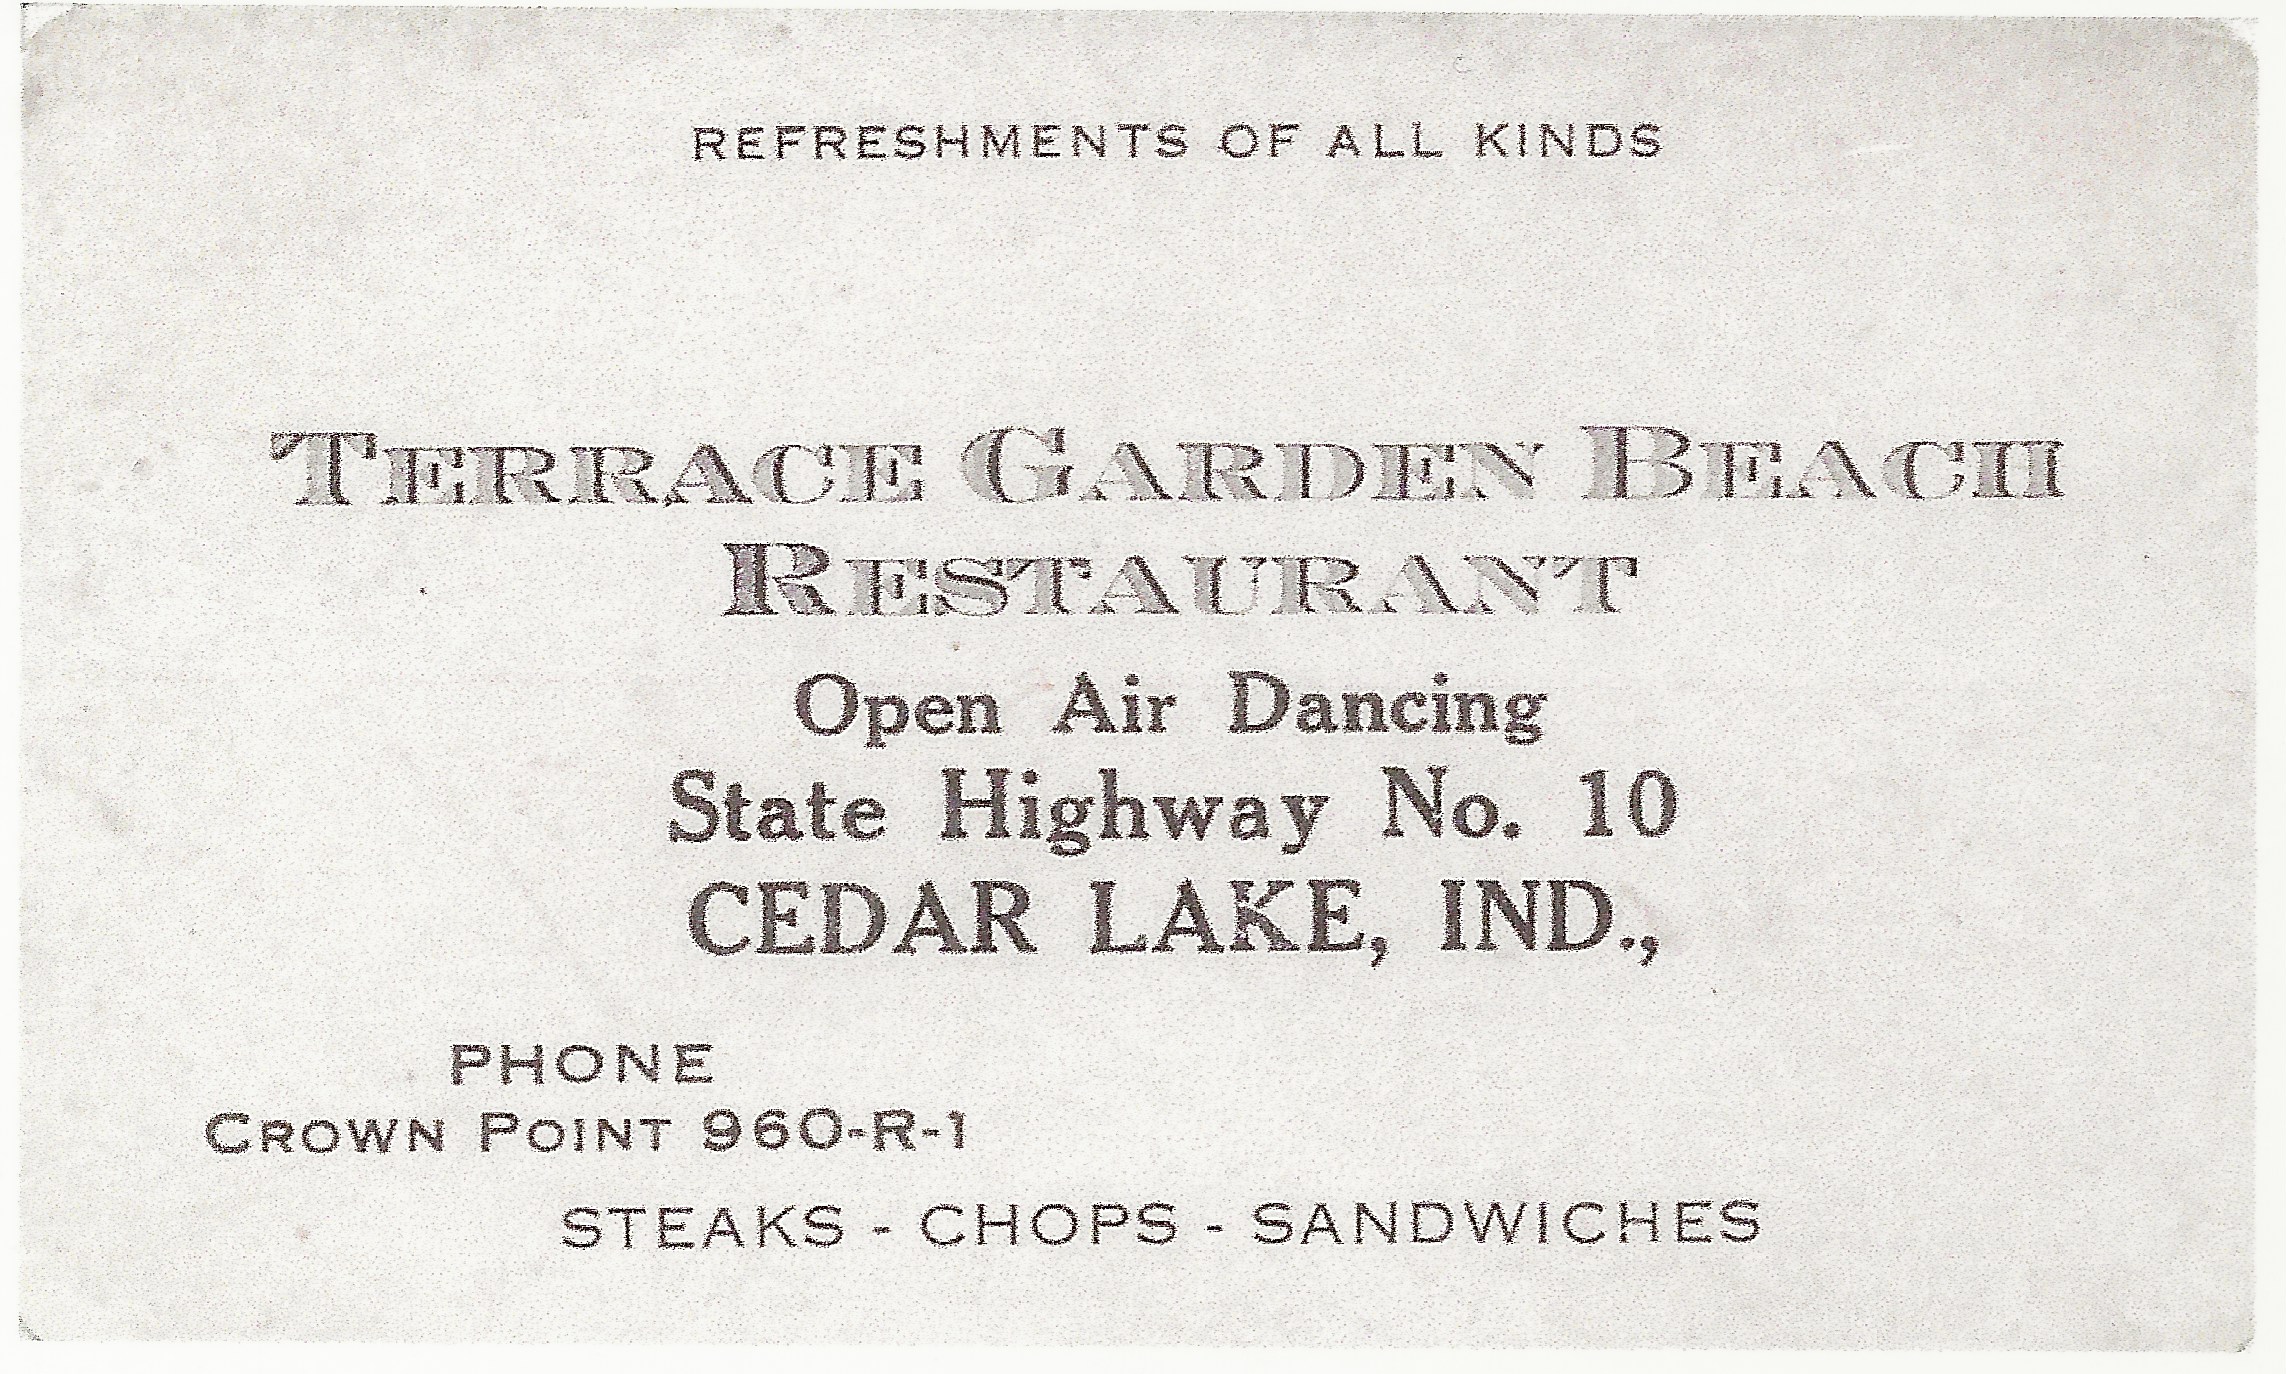 REFRESHMENTS OF ALL KINDS
TERRACE GARDEN BEACH
RESTAURANT
Open Air Dancing
State Highway No. 10
CEDAR LAKE, IND.,
PHONE
CROWN POINT 960-R-1
STEAKS - CHOPS - SANDWICHES